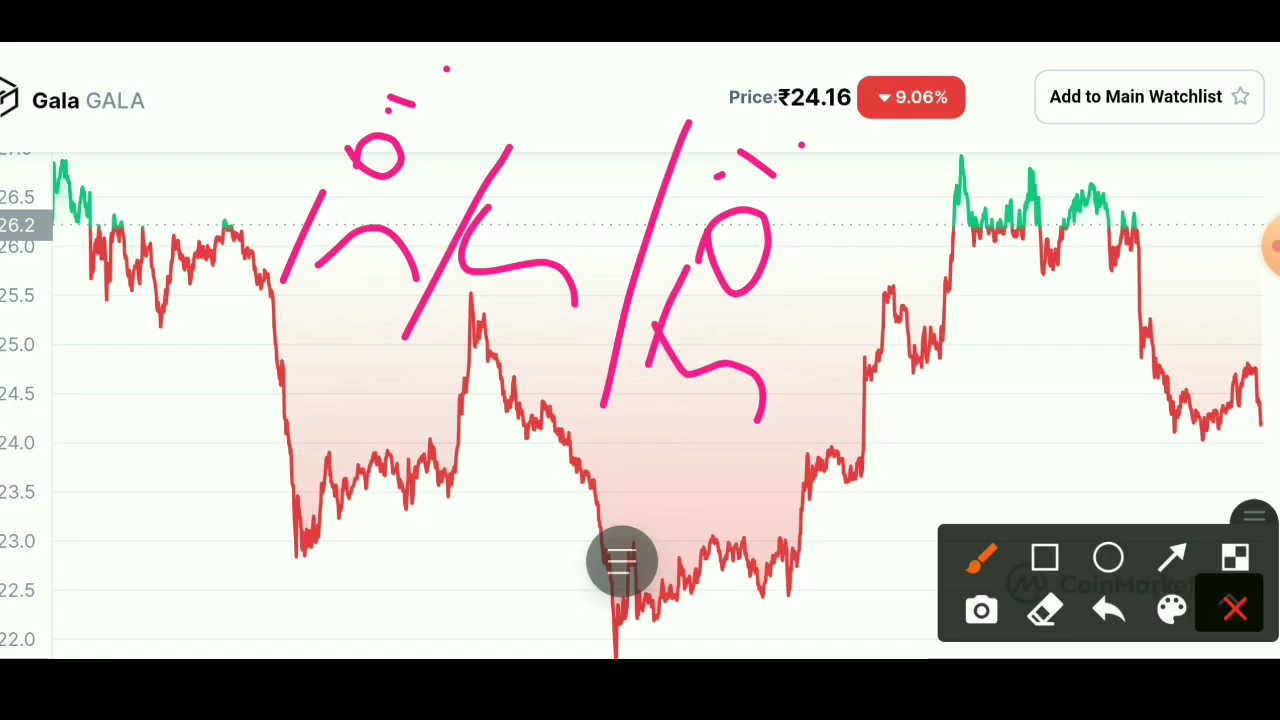 Gala GALA
Price:₹24.16 9.06%
Add to Main Watchlist
26.5
26.2
26.0
25.5
25.0
24.5
24.0
23.5
23.0
22.5
22.0
CoinMarket